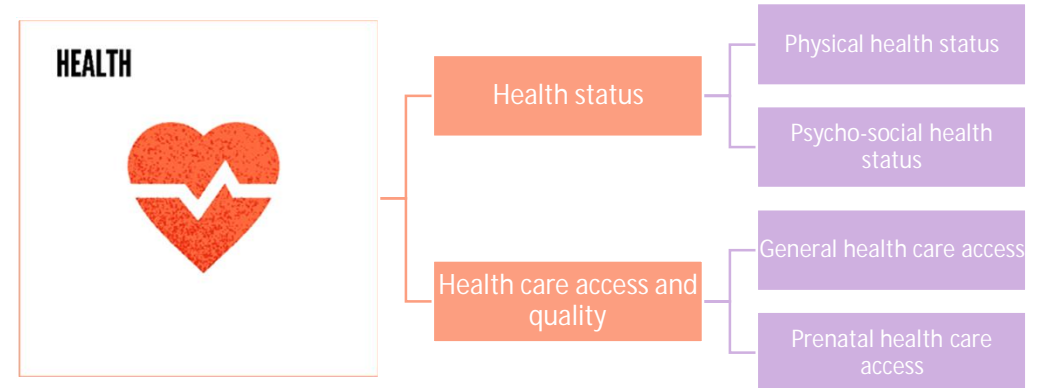 HEALTH
Health status
Physical health status
Psycho-social health
status
Health care access and
quality
General health care access
Prenatal health care
access